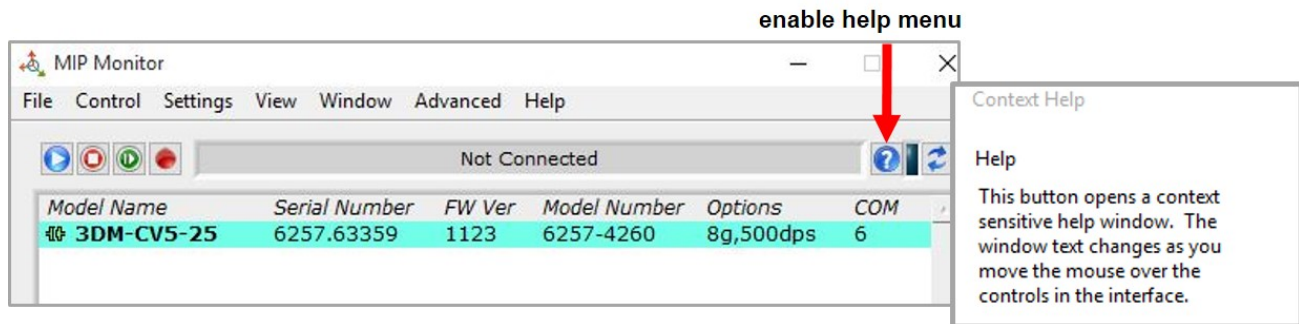 enable help menu
MIP Monitor
File Control Settings View Window Advanced Help
Not Connected
Model Name Serial Number FW Ver Model Number Options COM
3DM-CV5-25 6257.63359 1123 6257-4260 8g,500dps 6
Context Help
Help
This button opens a context
sensitive help window. The
window text changes as you
move the mouse over the
controls in the interface.